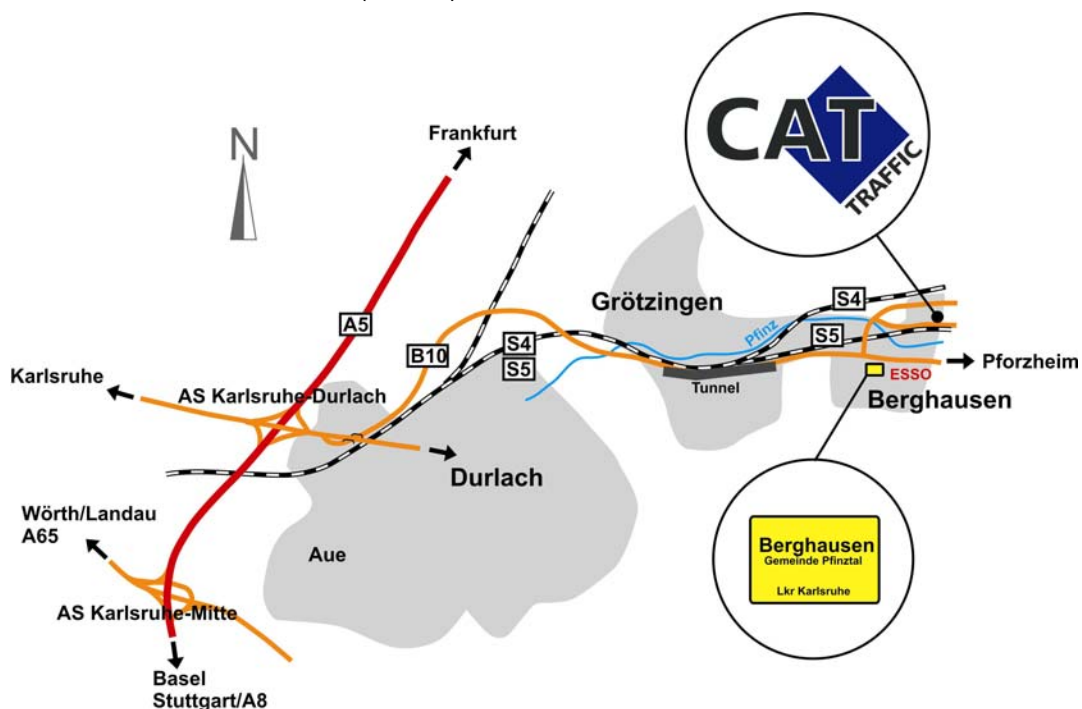 CAT
TRAFFIC
N
Frankfurt
A5
B10
S4
S5
Grötzingen
Pfinz
S4
S5
Tunnel
Pforzheim
ESSO
Berghausen
Karlsruhe
AS Karlsruhe-Durlach
Durlach
Wörth/Landau
A65
Aue
AS Karlsruhe-Mitte
Basel
Stuttgart/A8
Berghausen
Gemeinde Pfinztal
Lkr Karlsruhe